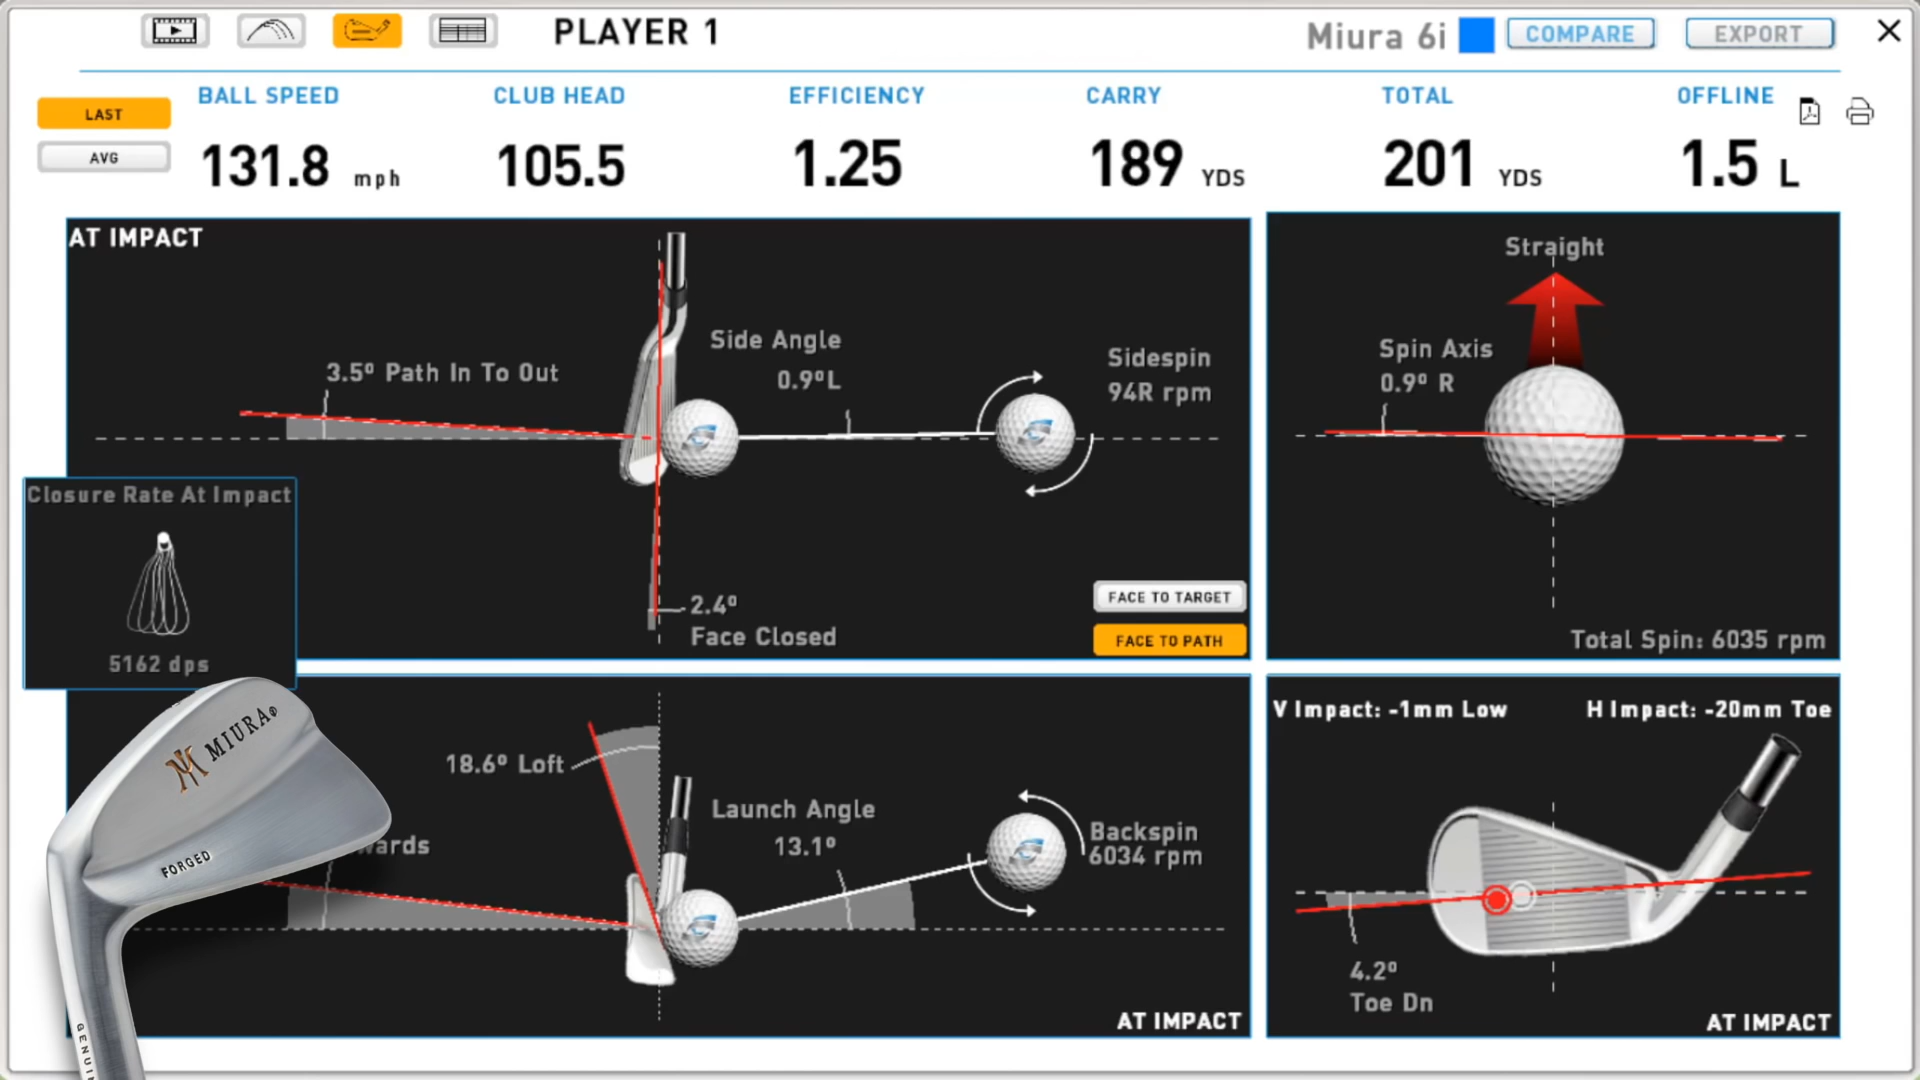 PLAYER 1
Miura 6i
COMPARE
EXPORT
LAST
AVG
BALL SPEED
131.8 mph
CLUB HEAD
105.5
EFFICIENCY
1.25
CARRY
189 YDS
TOTAL
201 YDS
OFFLINE
1.5 L
AT IMPACT
3.5º Path In To Out
Side Angle
0.9ºL
Sidespin
94R rpm
2.4º
Face Closed
FACE TO TARGET
FACE TO PATH
Straight
Spin Axis
0.9º R
Total Spin: 6035 rpm
Closure Rate At Impact
5162 dps
MIURA
FORGED
18.6º Loft
Launch Angle
13.1º
Backspin
6034 rpm
AT IMPACT
V Impact: -1mm Low
H Impact: -20mm Toe
4.2º
Toe Dn
AT IMPACT